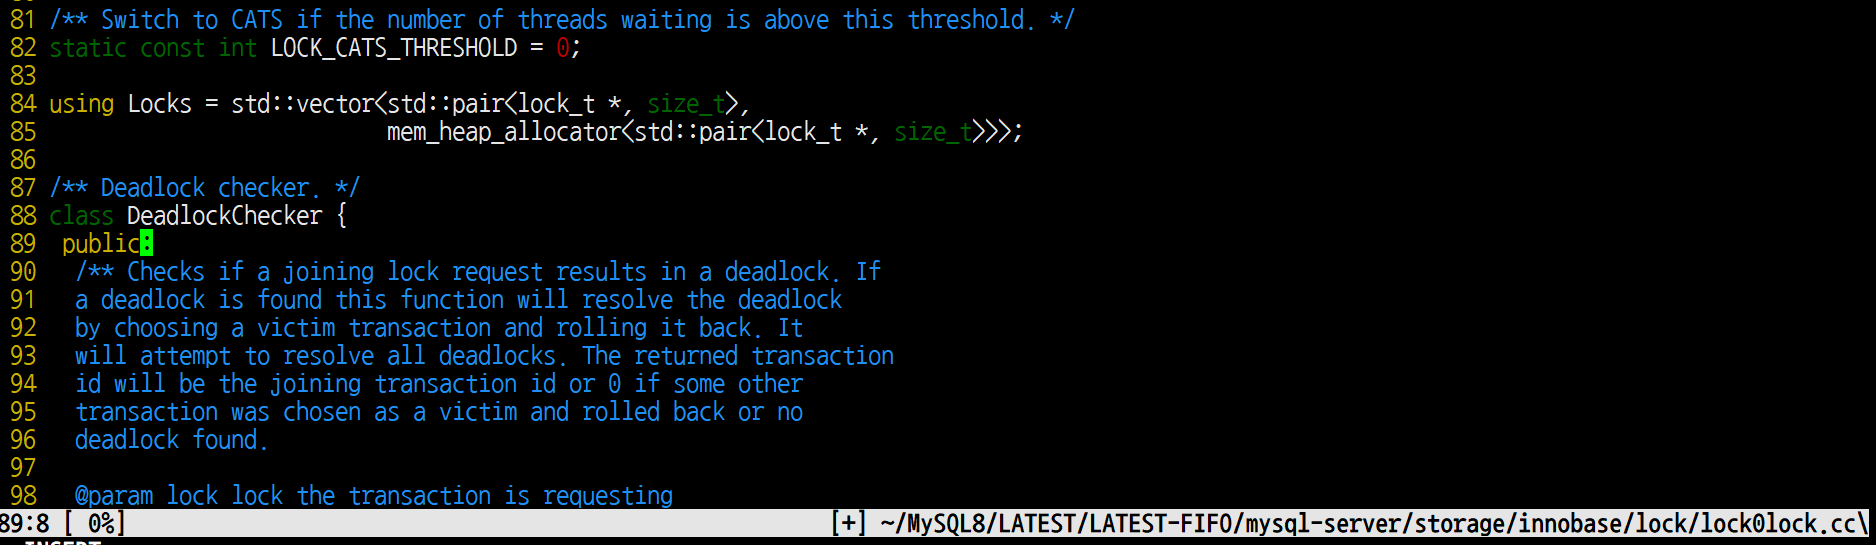 81 /** Switch to CATS if the number of threads waiting is above this threshold. */
82 static const int LOCK_CATS_THRESHOLD = 0;
83
84 using Locks = std::vector<std::pair<lock_t *, size_t>,
85                           mem_heap_allocator<std::pair<lock_t *, size_t>>>;
86
87 /** Deadlock checker. */
88 class DeadlockChecker {
89  public:
90   /** Checks if a joining lock request results in a deadlock. If
91   a deadlock is found this function will resolve the deadlock
92   by choosing a victim transaction and rolling it back. It
93   will attempt to resolve all deadlocks. The returned transaction
94   id will be the joining transaction id or 0 if some other
95   transaction was chosen as a victim and rolled back or no
96   deadlock found.
97
98   @param lock lock the transaction is requesting
89:8 [ 0%] [+] ~/MySQL8/LATEST/LATEST-FIFO/mysql-server/storage/innobase/lock/lock0lock.cc\
INSERT